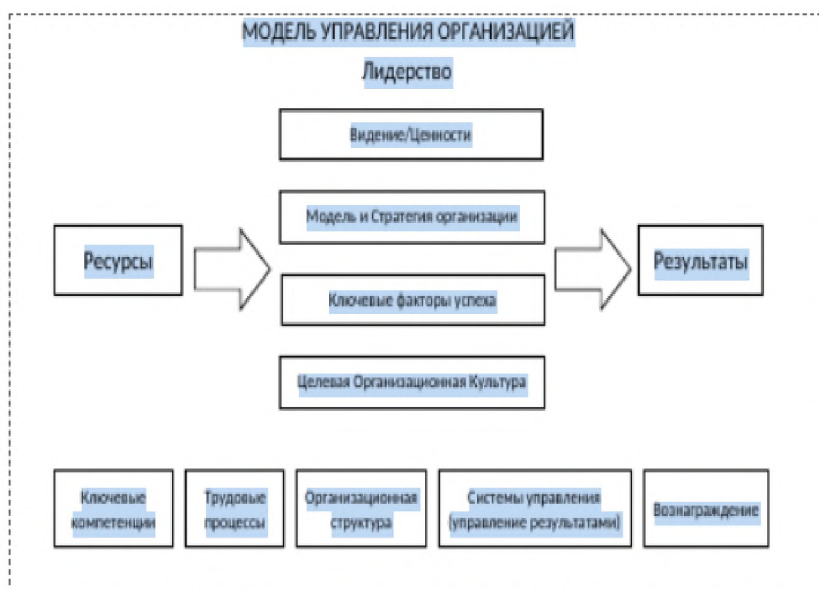 МОДЕЛЬ УПРАВЛЕНИЯ ОРГАНИЗАЦИЕЙ
Лидерство
Видение/Ценности
Модель и Стратегия организации
Ресурсы
Результаты
Ключевые факторы успеха
Целевая Организационная Культура
Ключевые
компетенции
Трудовые
процессы
Организационная
структура
Системы управления
(управление результатами)
Вознаграждение